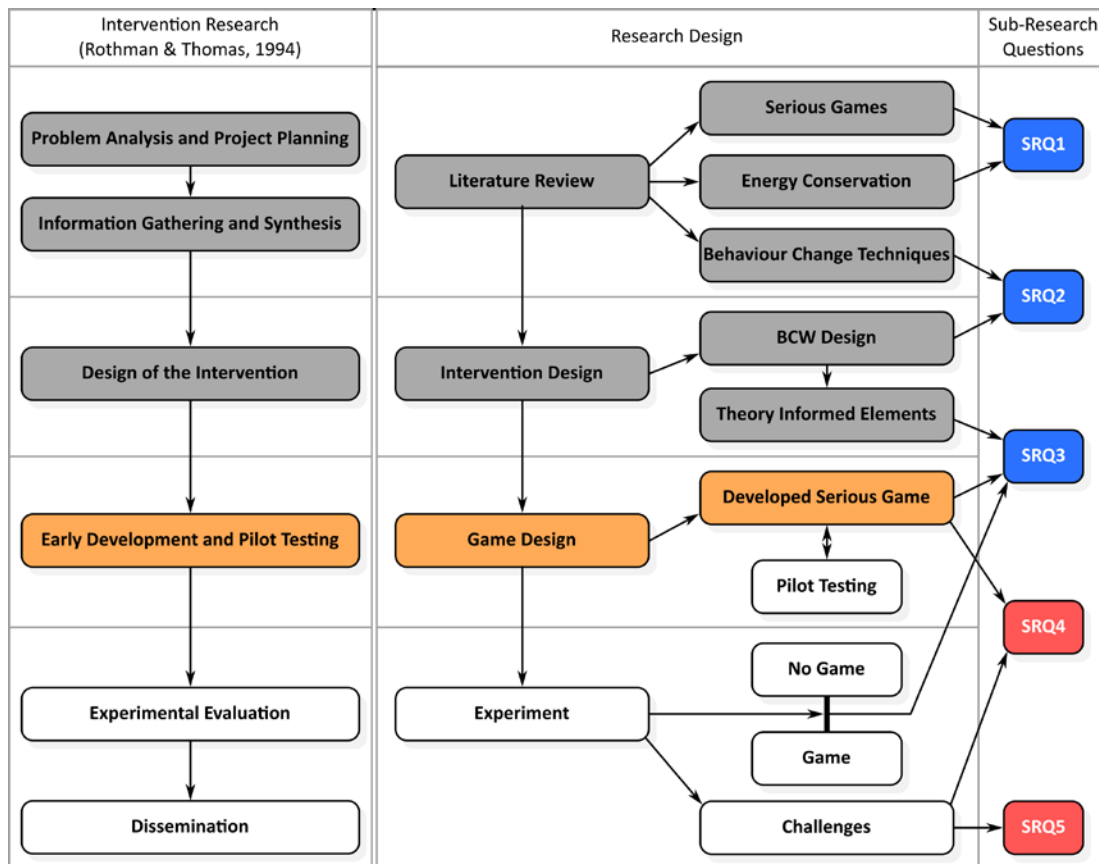 Intervention Research
(Rothman & Thomas, 1994)
Research Design
Sub-Research
Questions
Problem Analysis and Project Planning
Information Gathering and Synthesis
Design of the Intervention
Early Development and Pilot Testing
Experimental Evaluation
Dissemination
Literature Review
Intervention Design
Game Design
Experiment
Serious Games
Energy Conservation
Behaviour Change Techniques
BCW Design
Theory Informed Elements
Developed Serious Game
Pilot Testing
No Game
Game
Challenges
SRQ1
SRQ2
SRQ3
SRQ4
SRQ5